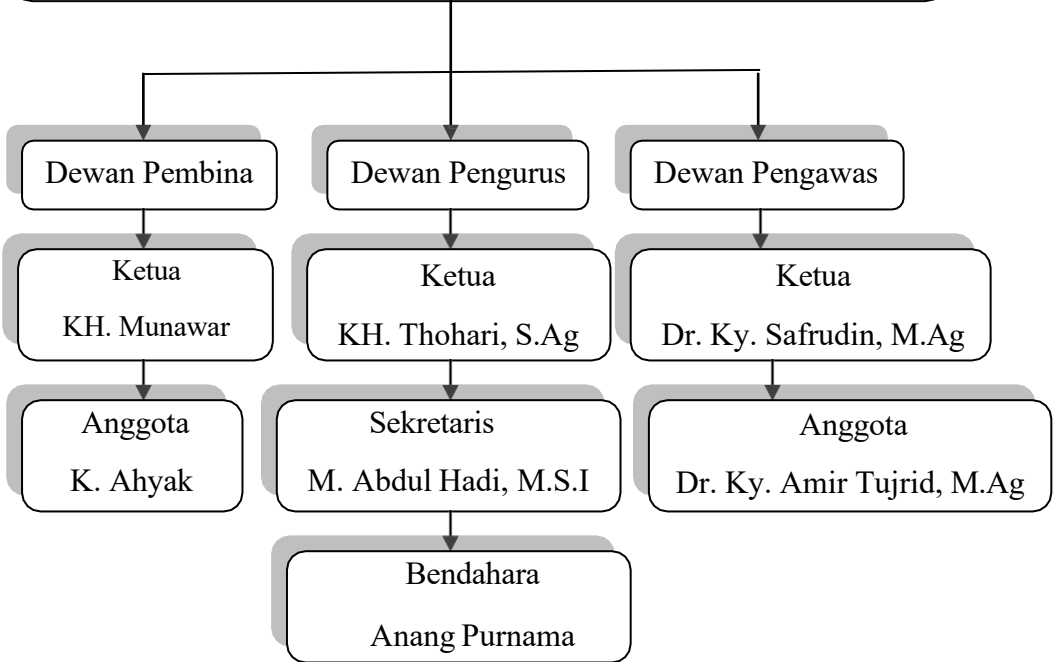 Dewan Pembina
Dewan Pengurus
Dewan Pengawas
Ketua
KH. Munawar
Ketua
KH. Thohari, S.Ag
Ketua
Dr. Ky. Safrudin, M.Ag
Anggota
K. Ahyak
Sekretaris
M. Abdul Hadi, M.S.I
Anggota
Dr. Ky. Amir Tujrid, M.Ag
Bendahara
Anang Purnama